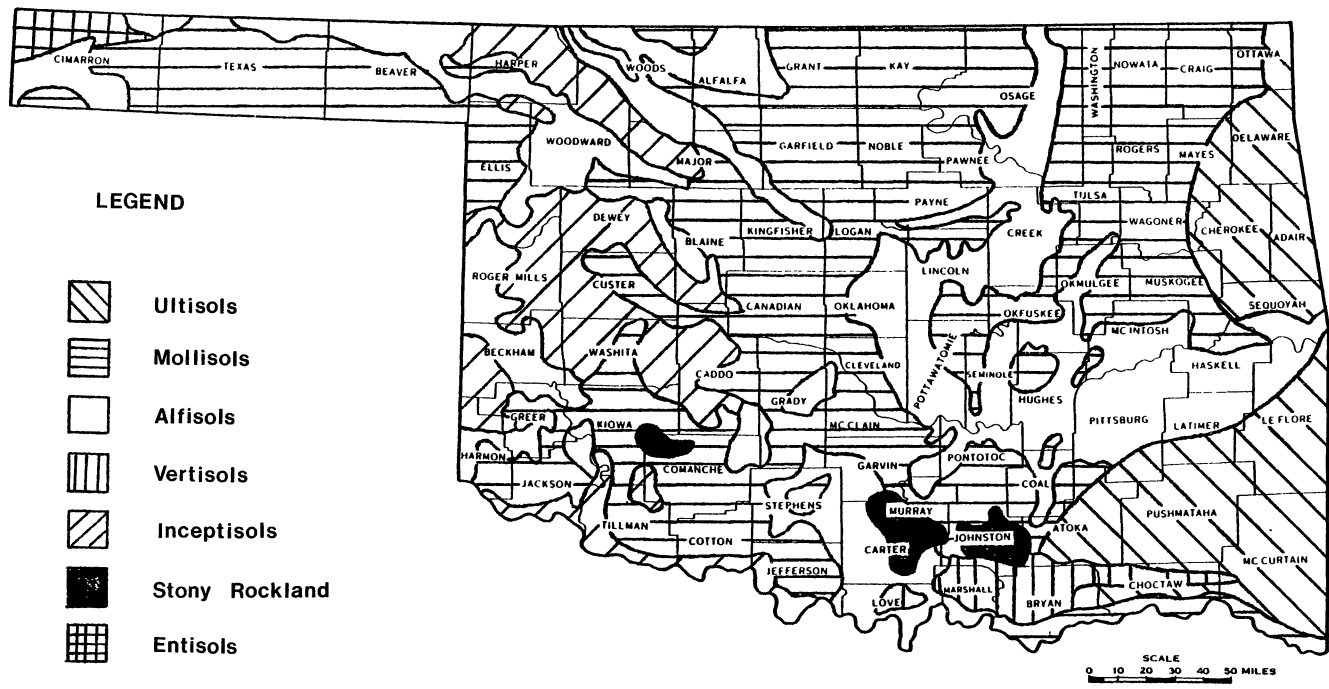 CIMARRON
TEXAS
BEAVER
HARPER
WOODS
ALFALFA
GRANT
KAY
OSAGE
WASHINGTON
NOWATA
CRAIG
OTTAWA
ELLIS
WOODWARD
MAJOR
GARFIELD
NOBLE
PAWNEE
ROGERS
MAYES
DELAWARE
DEWEY
BLAINE
KINGFISHER
LOGAN
PAYNE
TULSA
CREEK
WAGONER
CHEROKEE
ADAIR
ROGER MILLS
CUSTER
CANADIAN
OKLAHOMA
LINCOLN
OKFUSKEE
OKMULGEE
MUSKOGEE
SEQUOYAH
BECKHAM
WASHITA
CADDO
GRADY
CLEVELAND
POTTAWATOMIE
SEMINOLE
HUGHES
MC INTOSH
HASKELL
PITTSBURG
LATIMER
LE FLORE
GREER
KIOWA
HARMON
JACKSON
COMANCHE
MC CLAIN
GARVIN
PONTOTOC
COAL
TILLMAN
COTTON
STEPHENS
JEFFERSON
MURRAY
CARTER
JOHNSTON
ATOKA
PUSHMATAHA
MC CURTAIN
LOVE
MARSHALL
BRYAN
CHOCTAW
LEGEND
Ultisols
Mollisols
Alfisols
Vertisols
Inceptisols
Stony Rockland
Entisols
SCALE
0 10 20 30 40 50 MILES